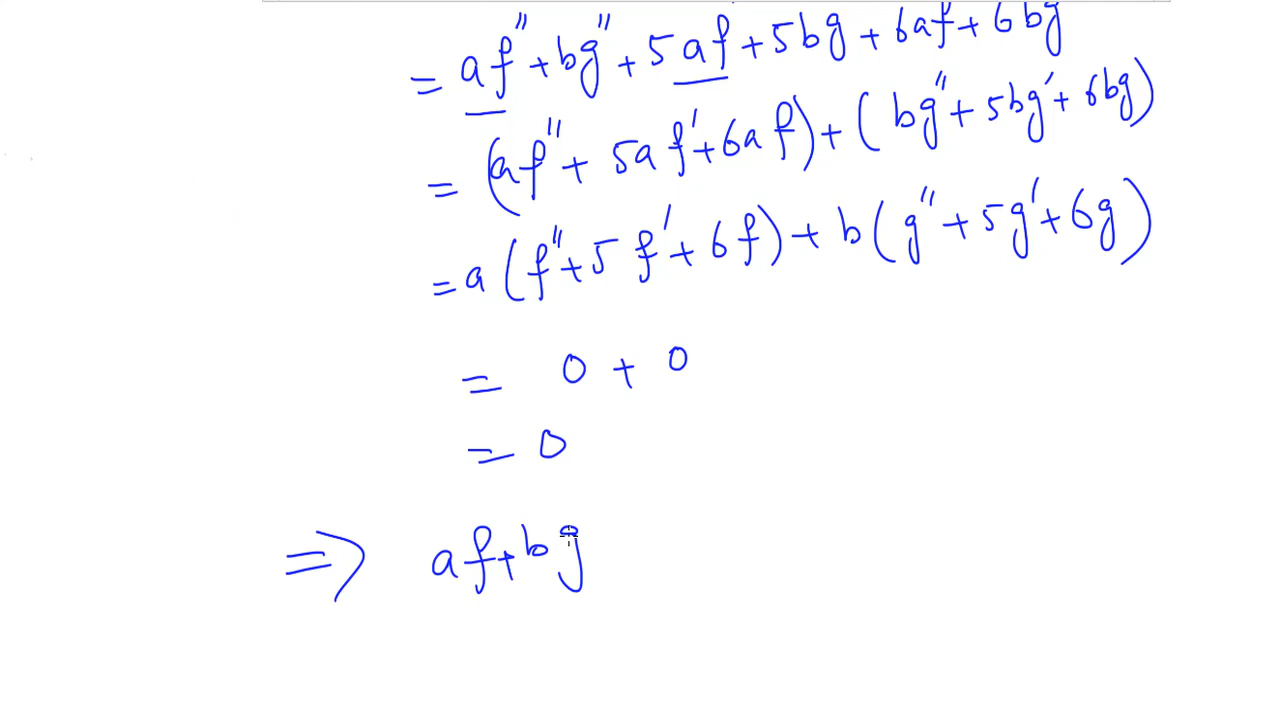 = af'' + bg'' + 5af + 5bg + 6af + 6bg
= (af'' + 5af' + 6af) + (bg'' + 5bg' + 6bg)
= a(f'' + 5f' + 6f) + b(g'' + 5g' + 6g)
= 0 + 0
= 0
⇒ af+bg